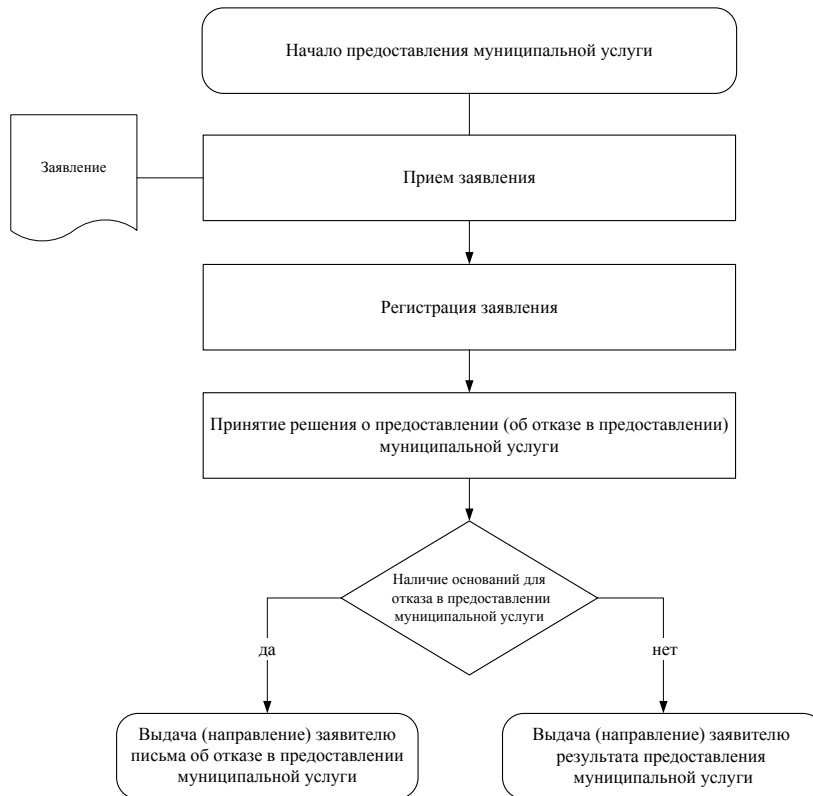 Начало предоставления муниципальной услуги
Заявление
Прием заявления
Регистрация заявления
Принятие решения о предоставлении (об отказе в предоставлении)
муниципальной услуги
Наличие оснований для
отказа в предоставлении
муниципальной услуги
да
нет
Выдача (направление) заявителю
письма об отказе в предоставлении
муниципальной услуги
Выдача (направление) заявителю
результата предоставления
муниципальной услуги